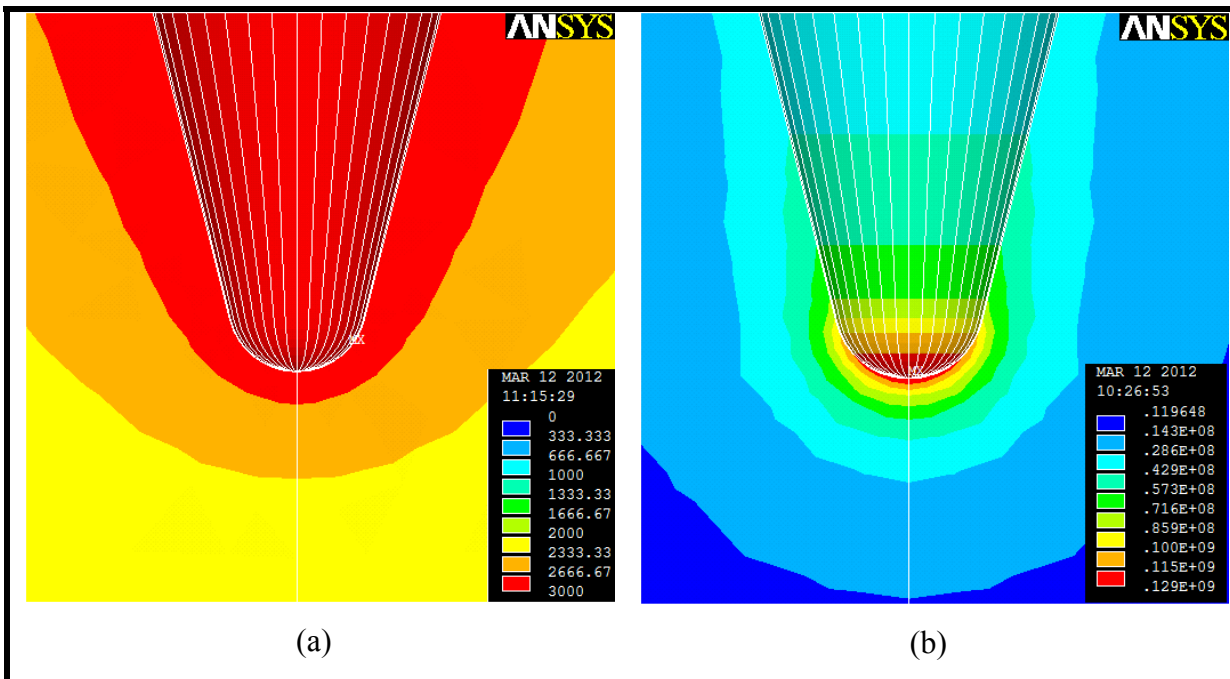 ANSYS
MX
MAR 12 2012
11:15:29
0
333.333
666.667
1000
1333.33
1666.67
2000
2333.33
2666.67
3000
(a)
ANSYS
MX
MAR 12 2012
10:26:53
.119648
.143E+08
.286E+08
.429E+08
.573E+08
.716E+08
.859E+08
.100E+09
.115E+09
.129E+09
(b)